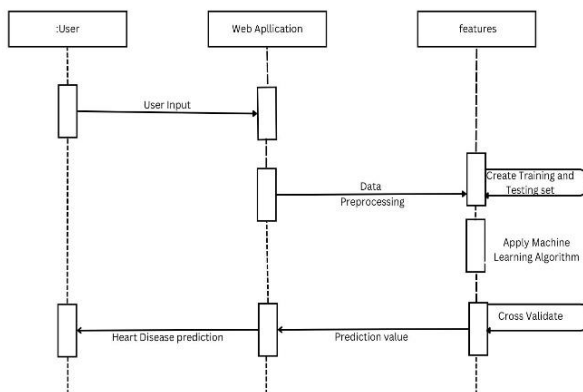 :User
Web Apllication
features
User Input
Create Training and
Testing set
Data
Preprocessing
Apply Machine
Learning Algorithm
Cross Validate
Heart Disease prediction
Prediction value